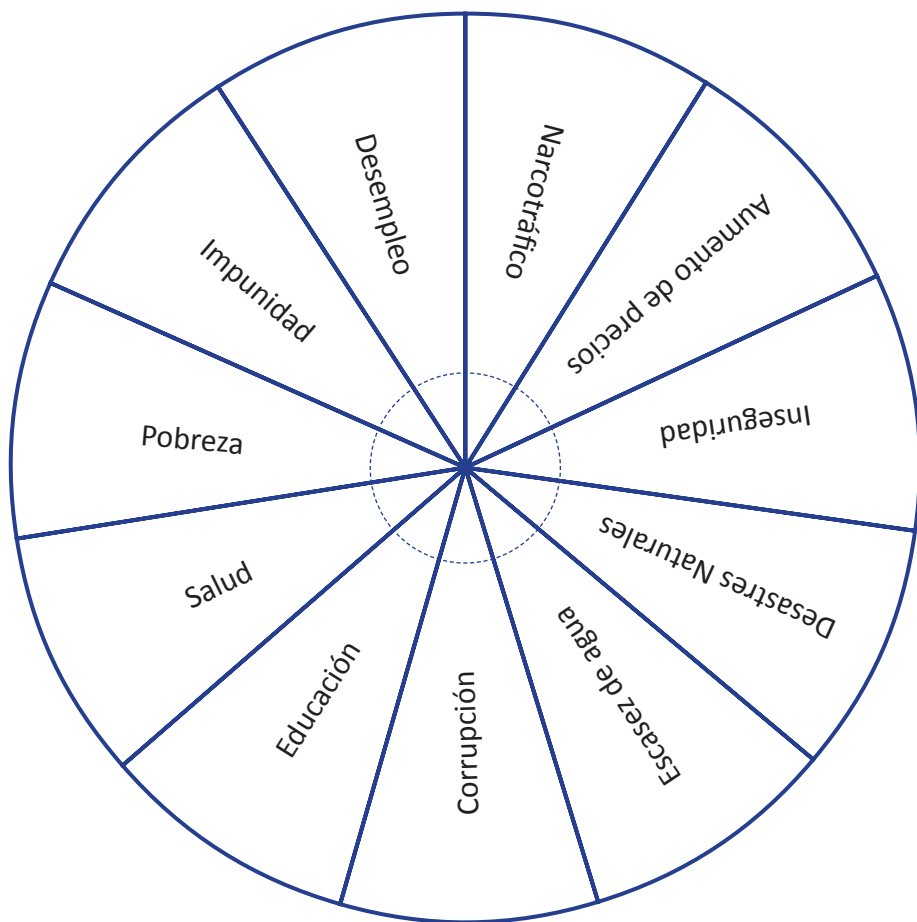 Narcotráfico
Aumento de precios
Inseguridad
Desastres Naturales
Escasez de agua
Corrupción
Educación
Salud
Pobreza
Impunidad
Desempleo